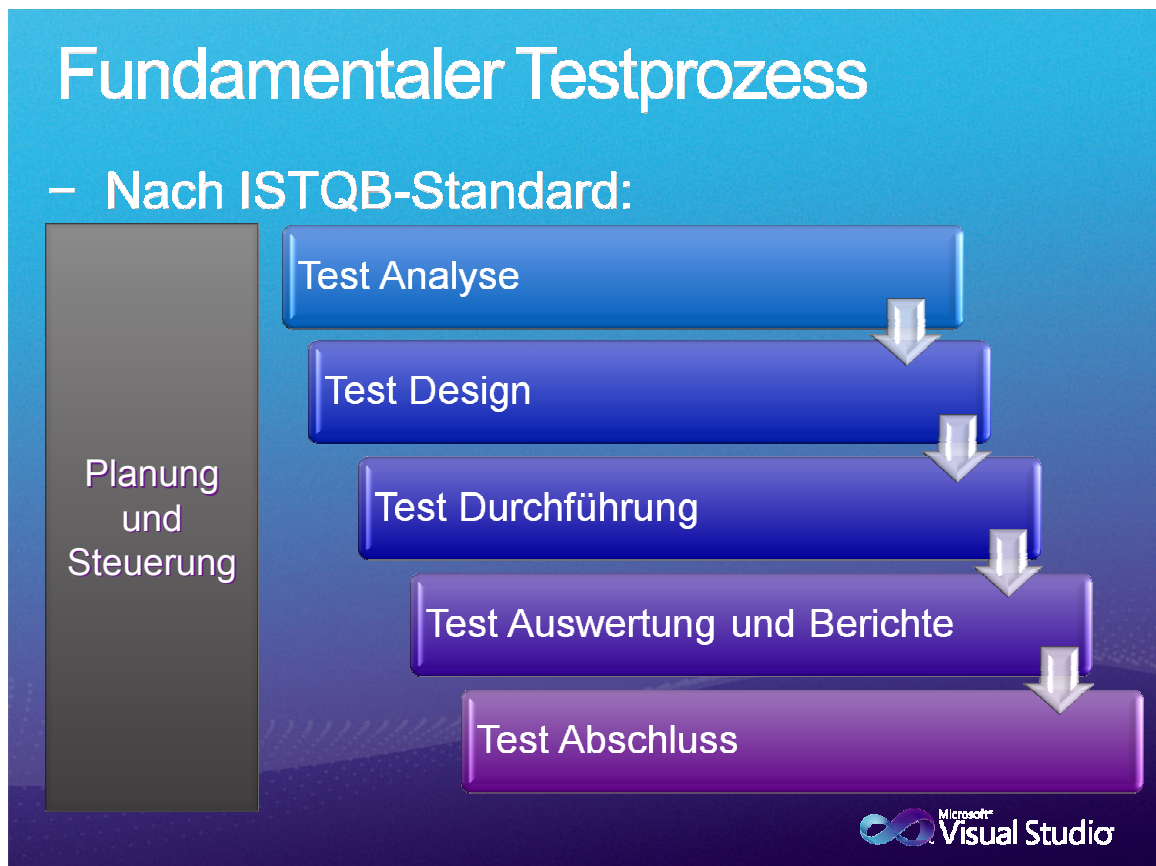 Fundamentaler Testprozess
– Nach ISTQB-Standard:
Planung
und
Steuerung
Test Analyse
Test Design
Test Durchführung
Test Auswertung und Berichte
Test Abschluss
Microsoft®
Visual Studio